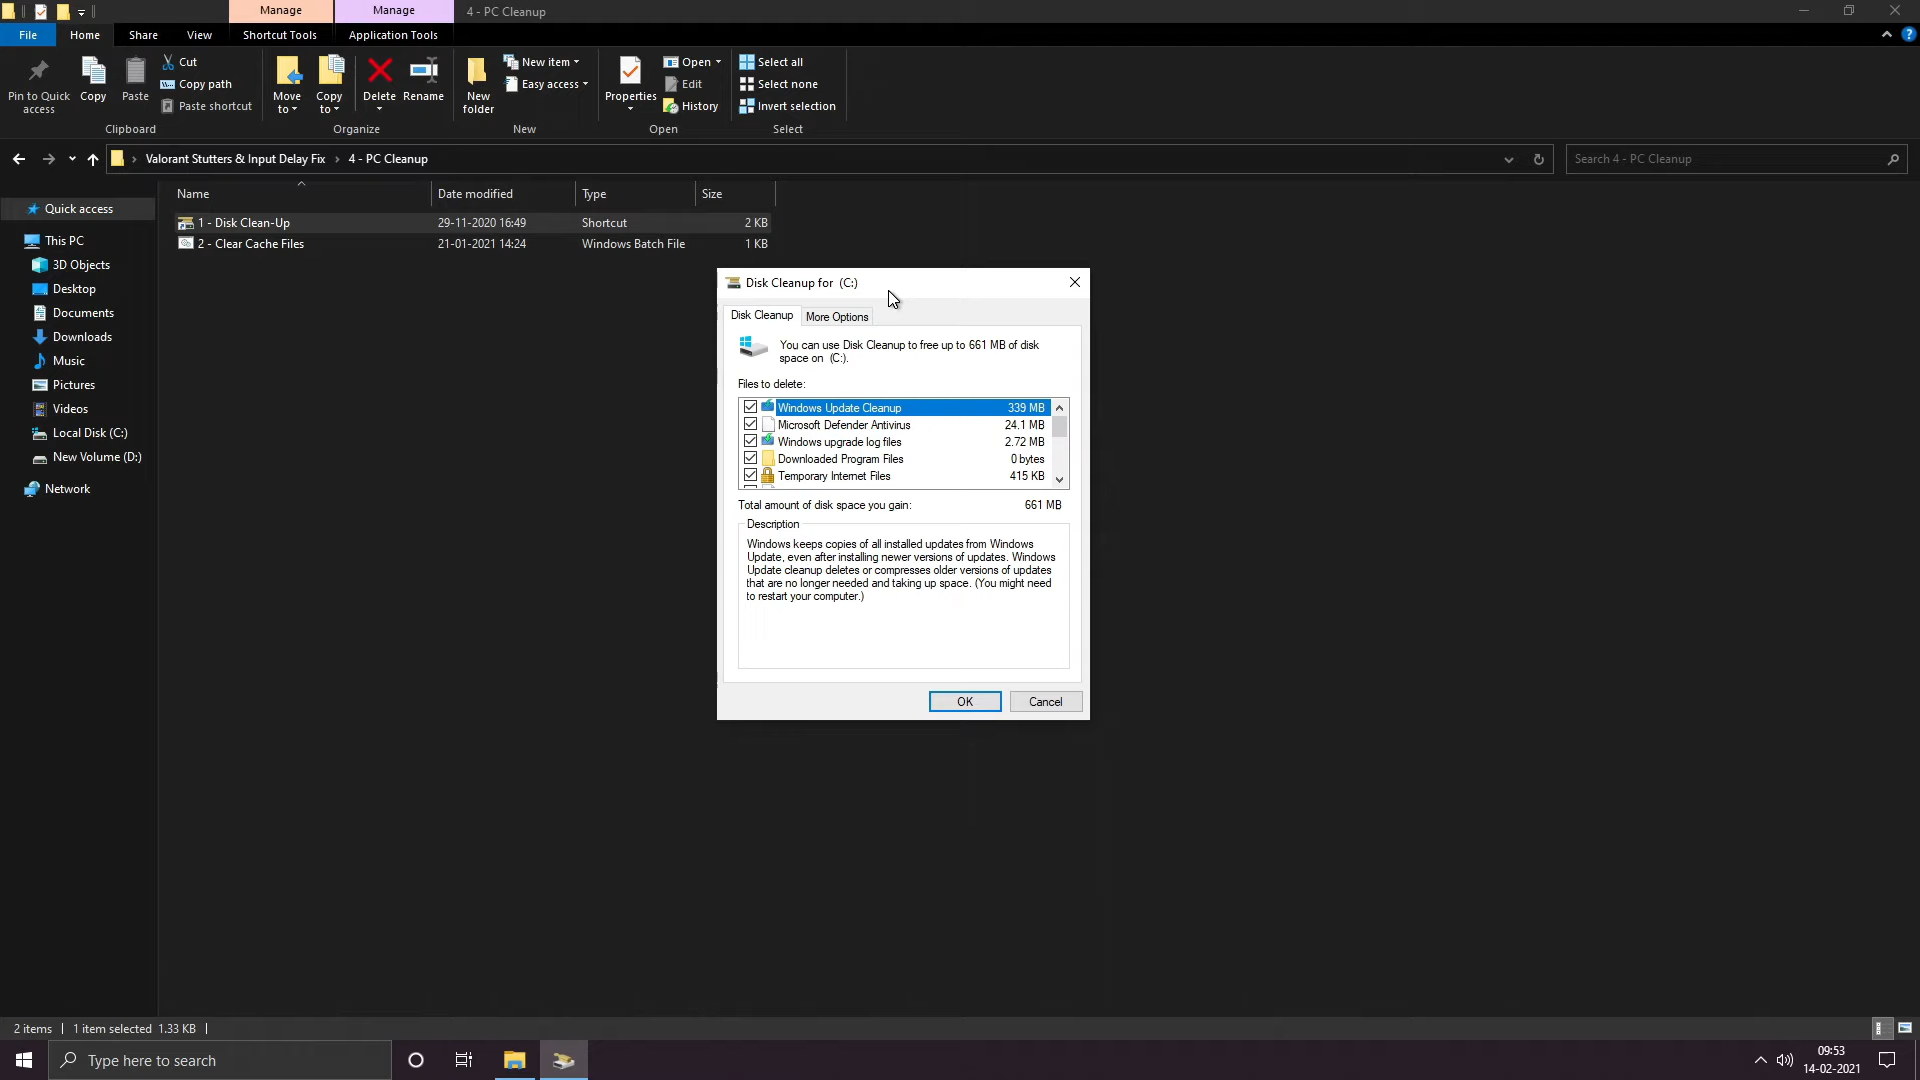 Manage
Manage
4 - PC Cleanup
File
Home
Share
View
Shortcut Tools
Application Tools
Pin to Quick
access
Copy
Paste
Cut
Copy path
Paste shortcut
Clipboard
Move
to
Copy
to
Delete
Rename
Organize
New
folder
New item
Easy access
New
Properties
Open
Edit
History
Open
Select all
Select none
Invert selection
Select
Valorant Stutters & Input Delay Fix
4 - PC Cleanup
Search 4 - PC Cleanup
Name
Date modified
Type
Size
1 - Disk Clean-Up
29-11-2020 16:49
Shortcut
2 KB
2 - Clear Cache Files
21-01-2021 14:24
Windows Batch File
1 KB
Quick access
This PC
3D Objects
Desktop
Documents
Downloads
Music
Pictures
Videos
Local Disk (C:)
New Volume (D:)
Network
Disk Cleanup for (C:)
Disk Cleanup
More Options
You can use Disk Cleanup to free up to 661 MB of disk
space on (C:).
Files to delete:
Windows Update Cleanup 339 MB
Microsoft Defender Antivirus 24.1 MB
Windows upgrade log files 2.72 MB
Downloaded Program Files 0 bytes
Temporary Internet Files 415 KB
Total amount of disk space you gain: 661 MB
Description
Windows keeps copies of all installed updates from Windows
Update, even after installing newer versions of updates. Windows
Update cleanup deletes or compresses older versions of updates
that are no longer needed and taking up space. (You might need
to restart your computer.)
OK
Cancel
2 items
1 item selected 1.33 KB
Type here to search
09:53
14-02-2021